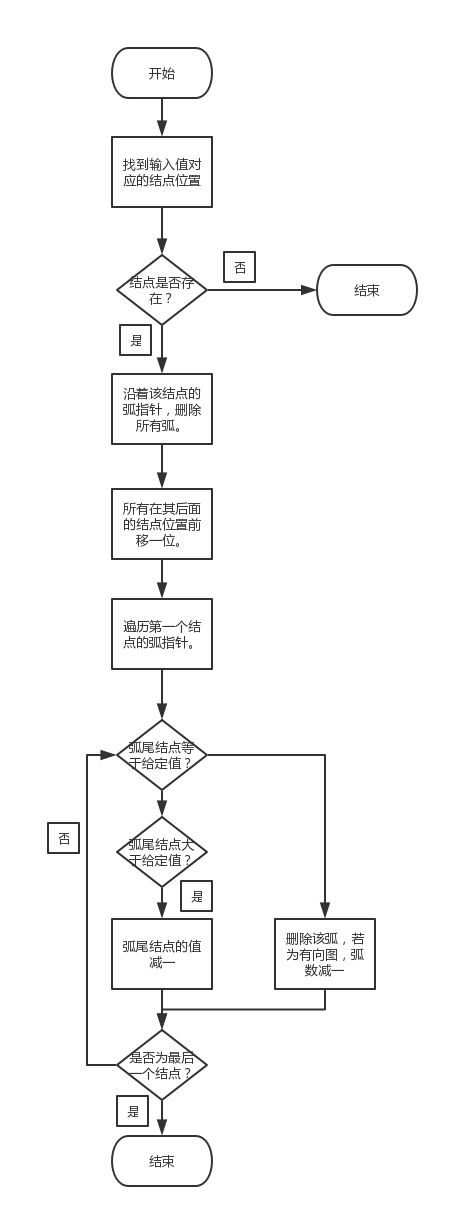 开始
找到输入值对
应的结点位置
结点是否存
在？
否
结束
是
沿着该结点的
弧指针，删除
所有弧。
所有在其后面
的结点位置前
移一位。
遍历第一个结
点的弧指针。
弧尾结点等
于给定值？
否
弧尾结点大
于给定值？
是
弧尾结点的值
减一
删除该弧，若
为有向图，弧
数减一
是否为最后
一个结点？
是
结束